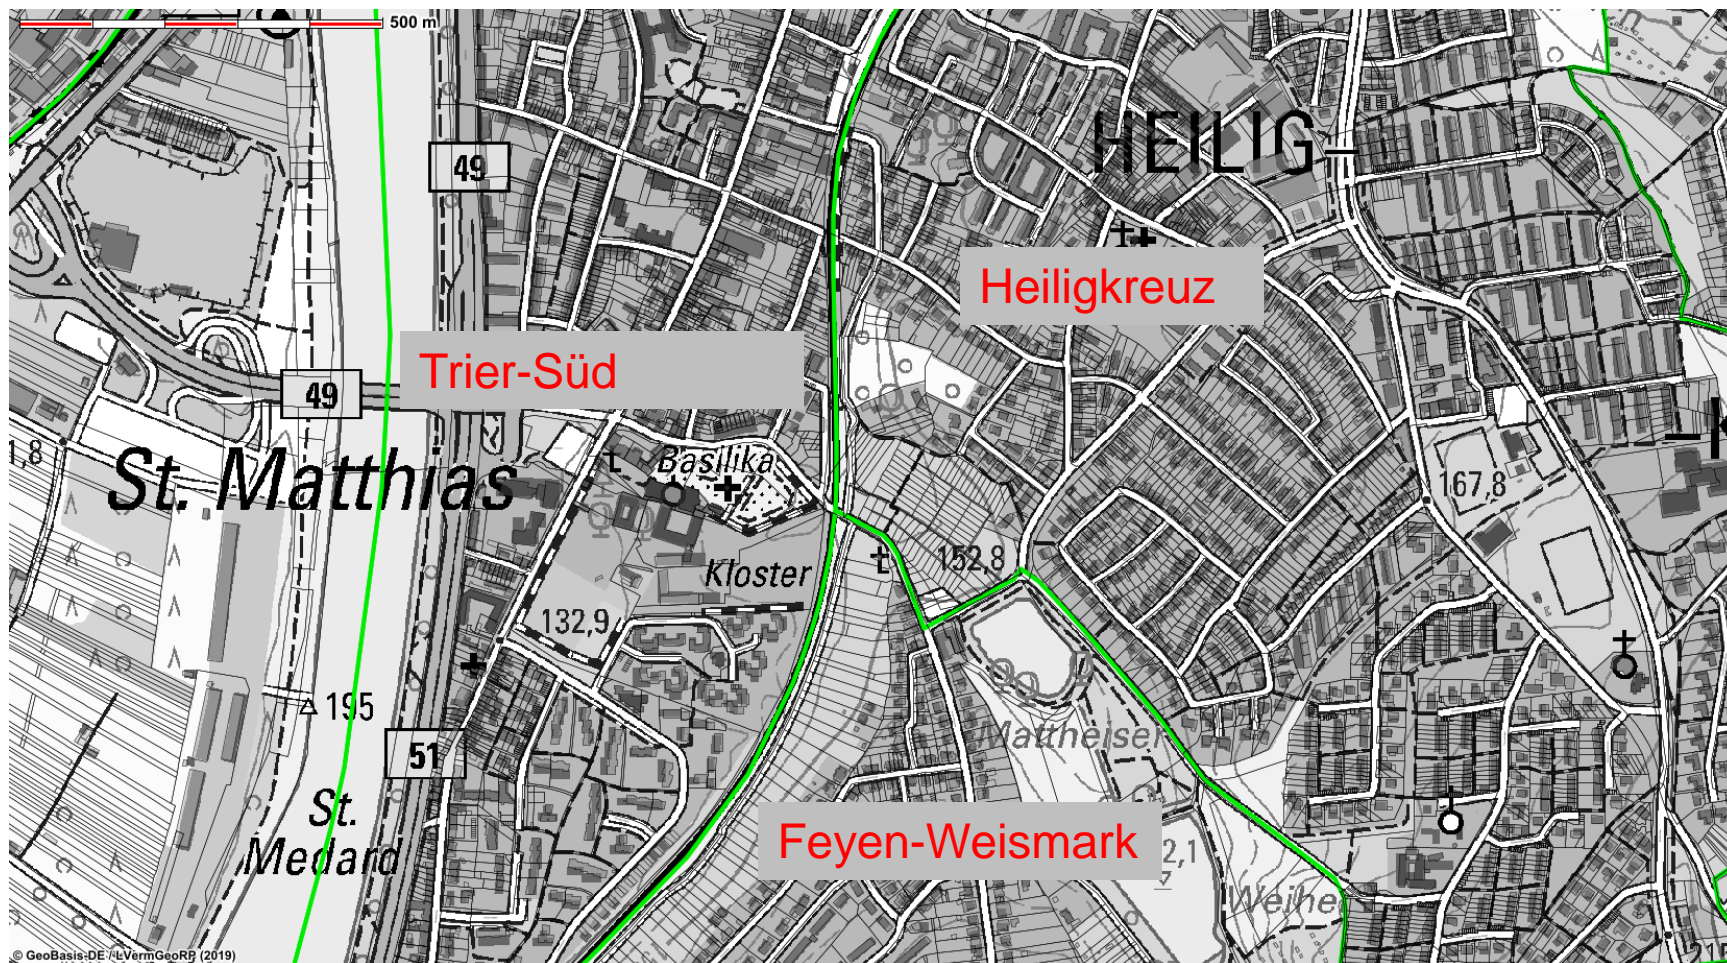 500 m
HEILIG
49
Heiligkreuz
Trier-Süd
49
1,8
St. Matthias
Basilika
167,8
152,8
Kloster
132,9
195
Mattheiser
51
St.
Medard
Feyen-Weismark
2,1
Weihe
© GeoBasis-DE / LVermGeoRP (2019)